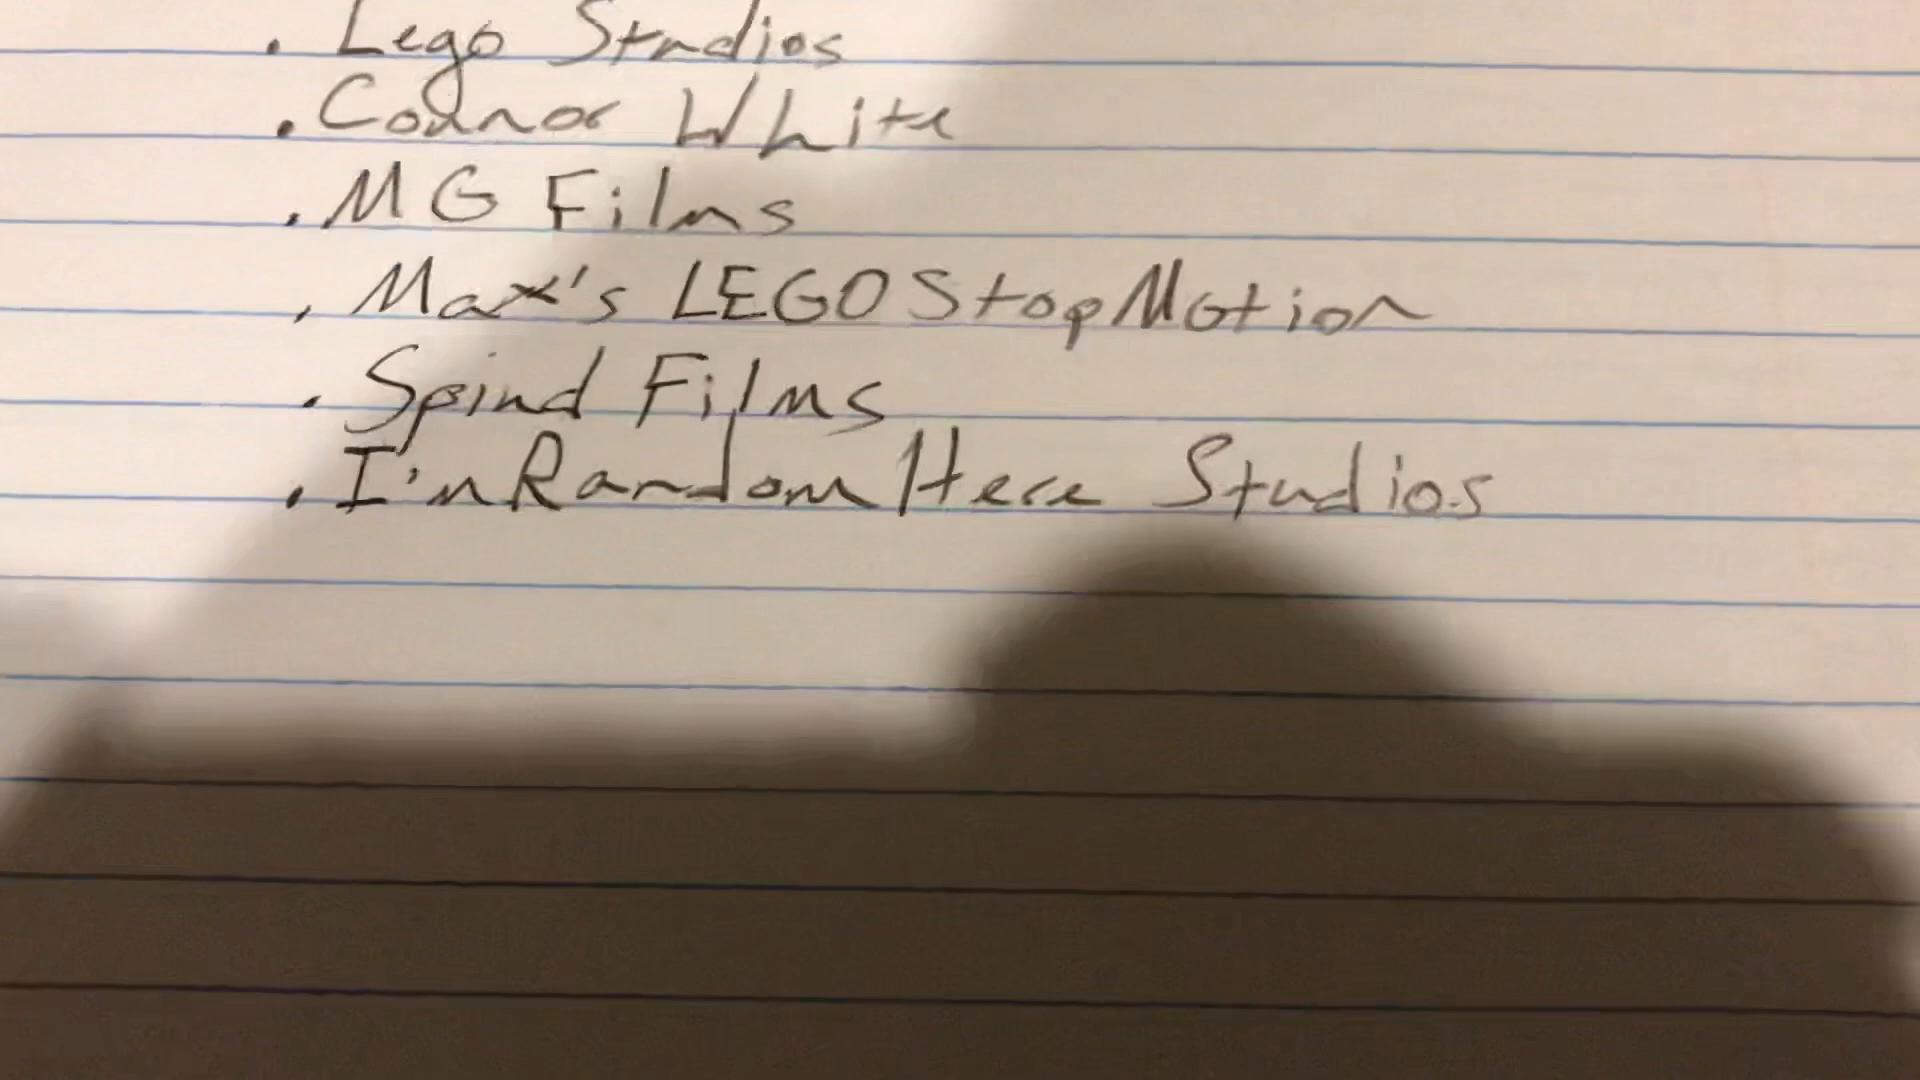 . Lego Studios
. Connor White
. MG Films
. Max's LEGO Stop Motion
. Spind Films
. I'm Random Here Studios